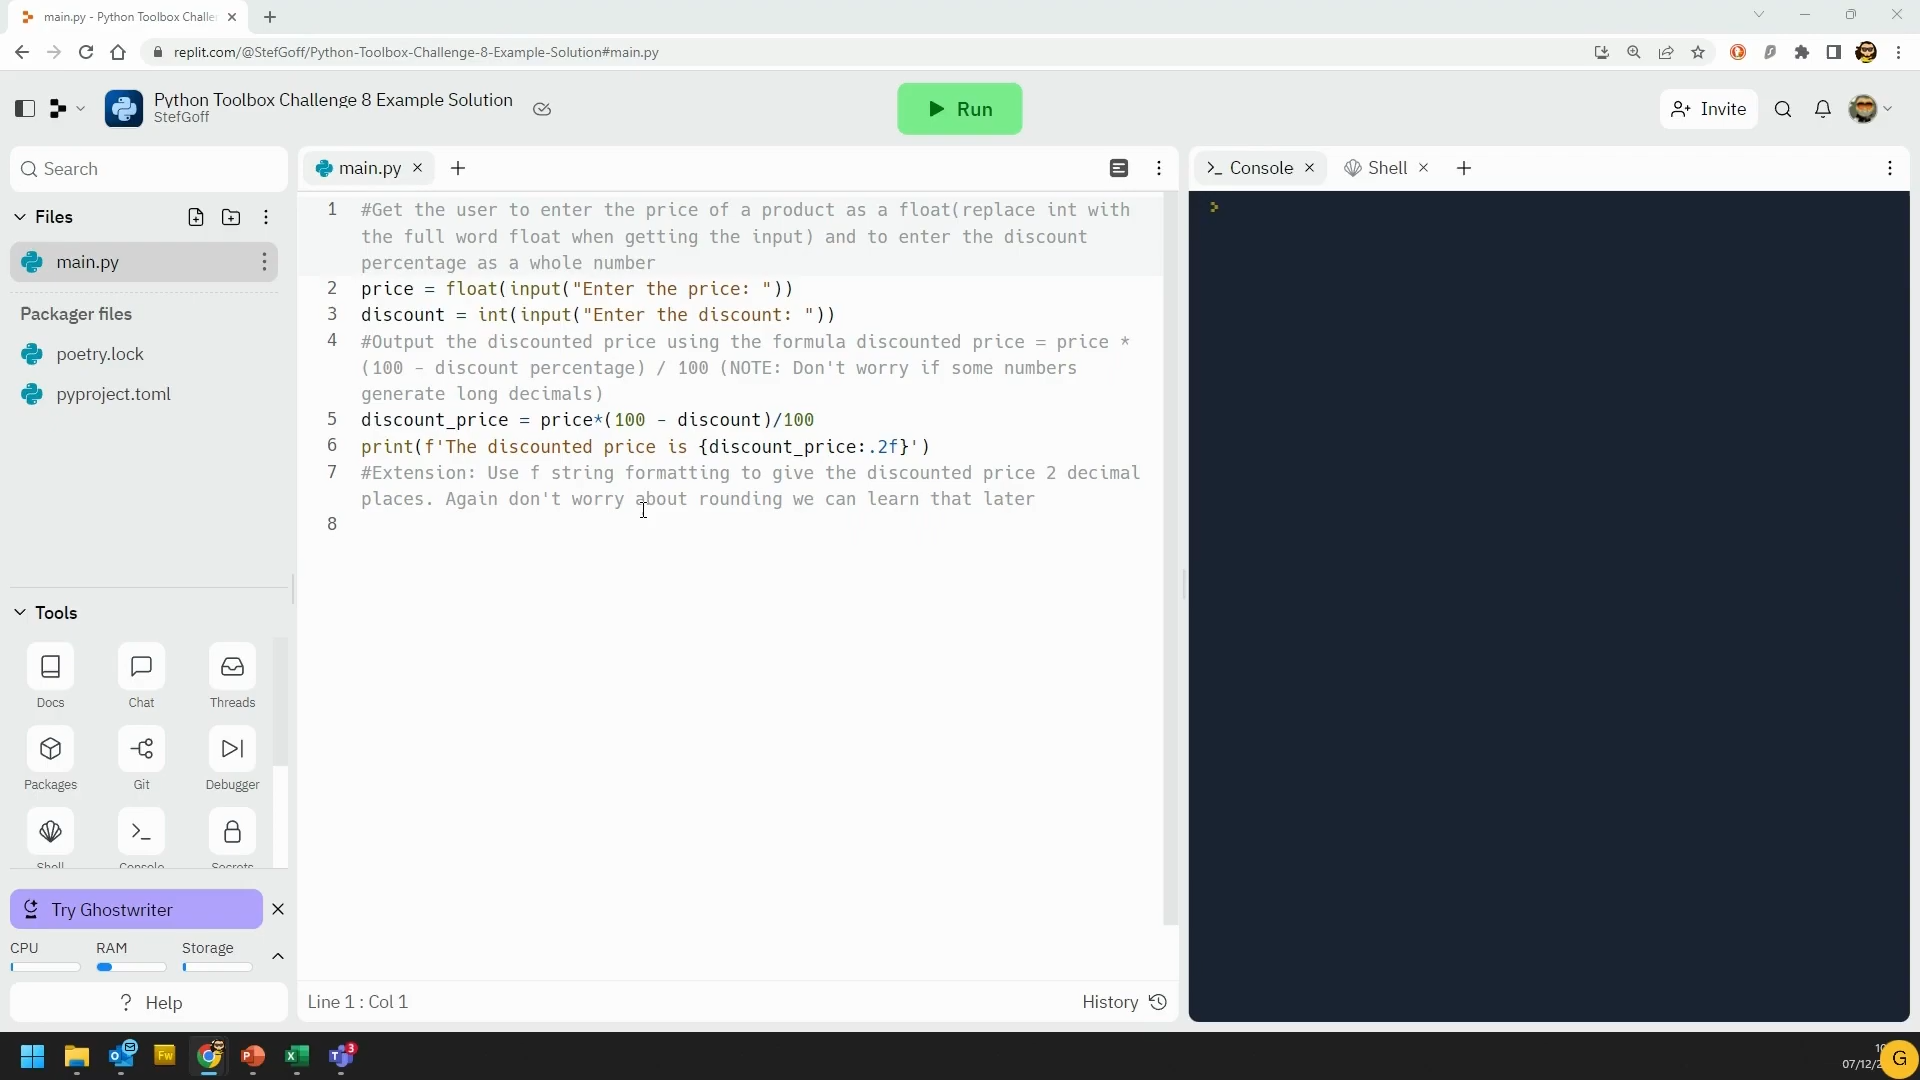 main.py - Python Toolbox Challe
replit.com/@StefGoff/Python-Toolbox-Challenge-8-Example-Solution#main.py
Python Toolbox Challenge 8 Example Solution
StefGoff
Run
Invite
Search
Files
main.py
Packager files
poetry.lock
pyproject.toml
Tools
Docs
Chat
Threads
Packages
Git
Debugger
Shell
Console
Secrets
Try Ghostwriter
CPU
RAM
Storage
? Help
main.py
1 #Get the user to enter the price of a product as a float(replace int with
the full word float when getting the input) and to enter the discount
percentage as a whole number
2 price = float(input("Enter the price: "))
3 discount = int(input("Enter the discount: "))
4 #Output the discounted price using the formula discounted price = price *
(100 - discount percentage) / 100 (NOTE: Don't worry if some numbers
generate long decimals)
5 discount_price = price*(100 - discount)/100
6 print(f'The discounted price is {discount_price:.2f}')
7 #Extension: Use f string formatting to give the discounted price 2 decimal
places. Again don't worry about rounding we can learn that later
8
Line 1 : Col 1
History
Console
Shell
>
Fw
3
07/12/2
G